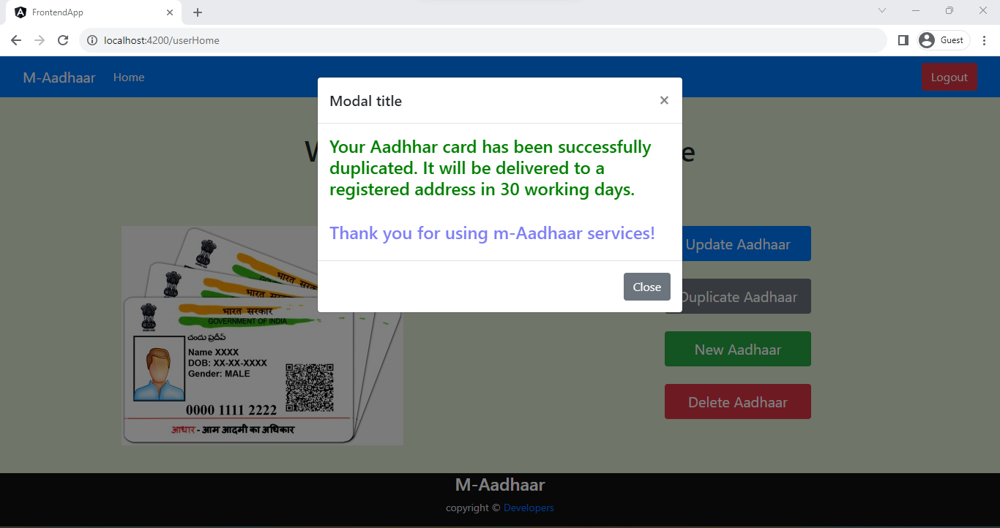 FrontendApp
localhost:4200/userHome
Guest
M-Aadhaar Home Logout
Modal title ×
Your Aadhhar card has been successfully
duplicated. It will be delivered to a
registered address in 30 working days.
Thank you for using m-Aadhaar services!
Close
Update Aadhaar
Duplicate Aadhaar
New Aadhaar
Delete Aadhaar
भारत सरकार
GOVERNMENT OF INDIA
చందు ప్రదీప్
Name XXXX
DOB: XX-XX-XXXX
Gender: MALE
0000 1111 2222
आधार - आम आदमी का अधिकार
M-Aadhaar
copyright © Developers